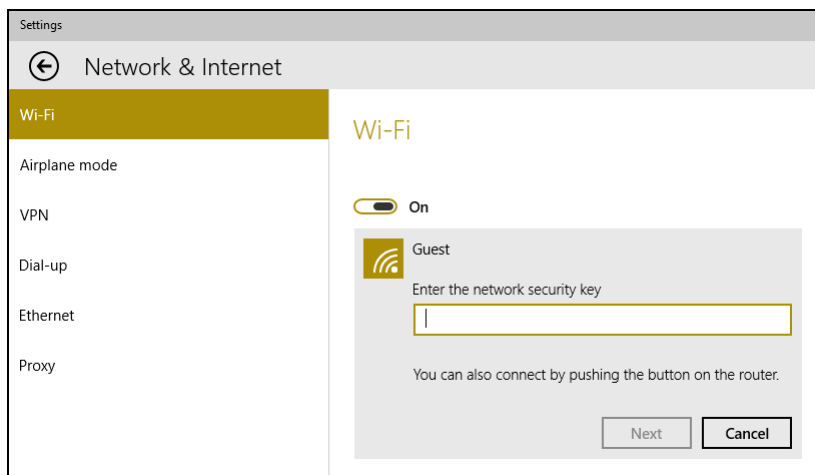 Settings
Network & Internet
Wi-Fi
Airplane mode
VPN
Dial-up
Ethernet
Proxy
Wi-Fi
On
Guest
Enter the network security key
You can also connect by pushing the button on the router.
Next
Cancel